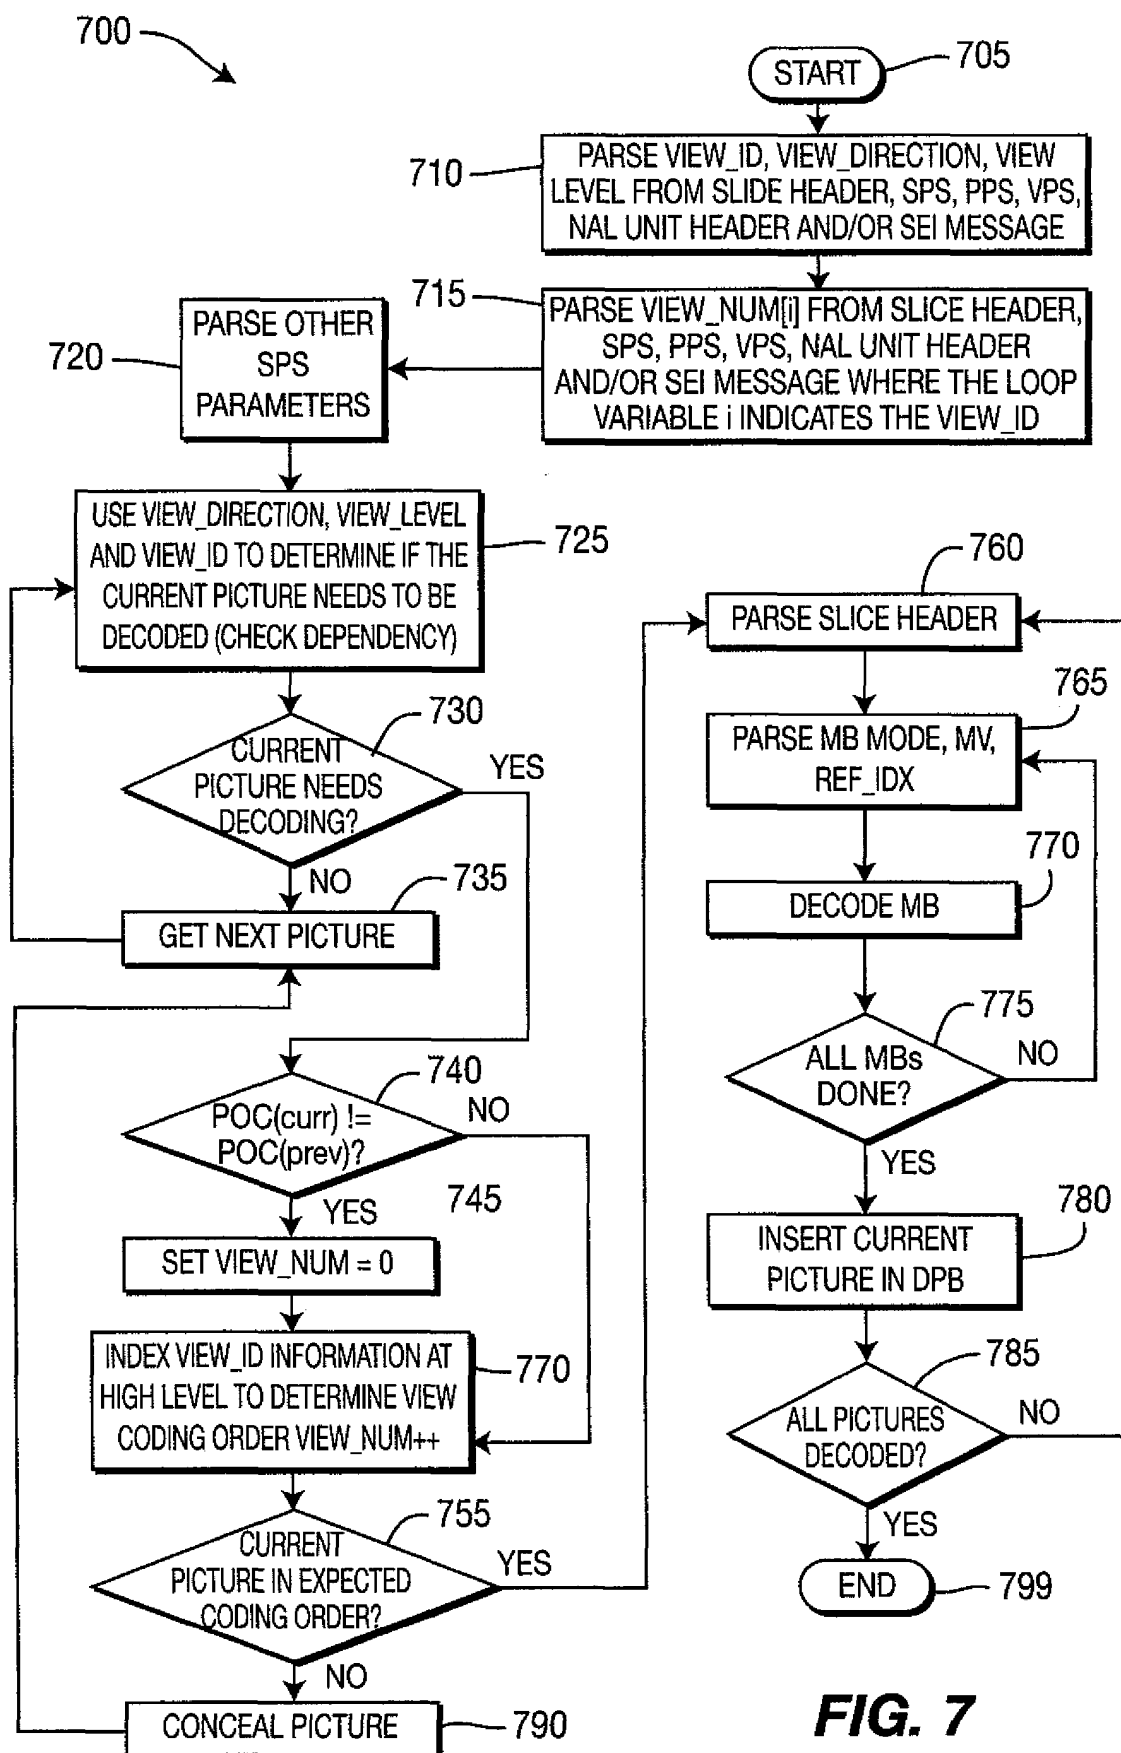 700
START
705
710
PARSE VIEW_ID, VIEW_DIRECTION, VIEW
LEVEL FROM SLIDE HEADER, SPS, PPS, VPS,
NAL UNIT HEADER AND/OR SEI MESSAGE
715
PARSE VIEW_NUM[i] FROM SLICE HEADER,
SPS, PPS, VPS, NAL UNIT HEADER
AND/OR SEI MESSAGE WHERE THE LOOP
VARIABLE i INDICATES THE VIEW_ID
720
PARSE OTHER
SPS
PARAMETERS
USE VIEW_DIRECTION, VIEW_LEVEL
AND VIEW_ID TO DETERMINE IF THE
CURRENT PICTURE NEEDS TO BE
DECODED (CHECK DEPENDENCY)
725
730
CURRENT
PICTURE NEEDS
DECODING?
YES
NO
735
GET NEXT PICTURE
740
POC(curr) !=
POC(prev)?
NO
YES
745
SET VIEW_NUM = 0
INDEX VIEW_ID INFORMATION AT
HIGH LEVEL TO DETERMINE VIEW
CODING ORDER VIEW_NUM++
770
755
CURRENT
PICTURE IN EXPECTED
CODING ORDER?
YES
NO
CONCEAL PICTURE
790
760
PARSE SLICE HEADER
765
PARSE MB MODE, MV,
REF_IDX
770
DECODE MB
775
ALL MBs
DONE?
NO
YES
780
INSERT CURRENT
PICTURE IN DPB
785
ALL PICTURES
DECODED?
NO
YES
END
799
FIG. 7